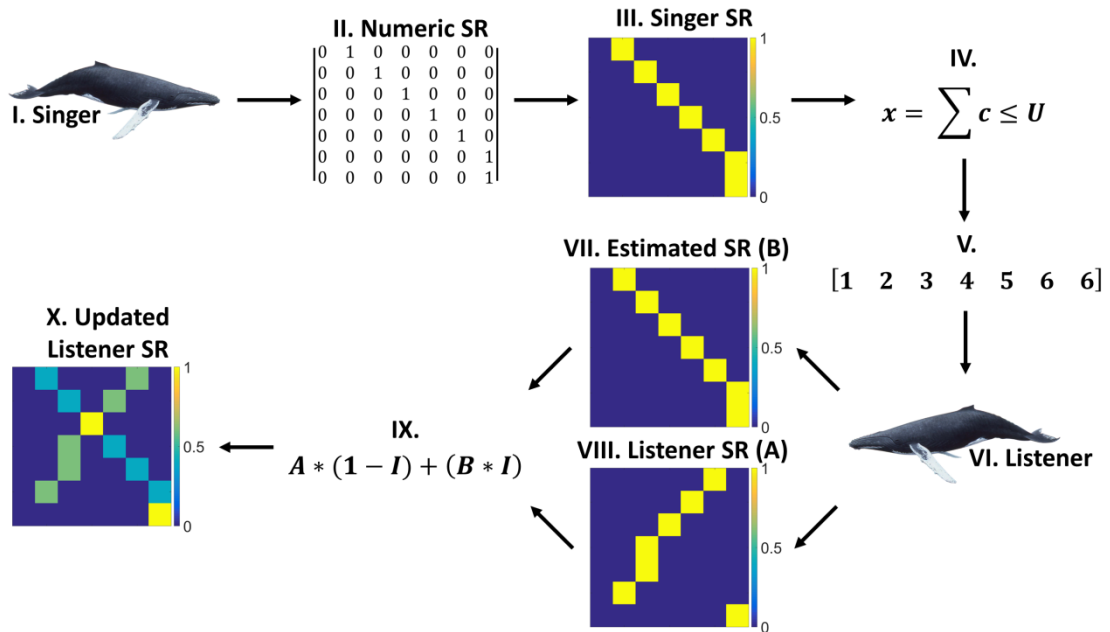 I. Singer
II. Numeric SR
0 1 0 0 0 0 0
0 0 1 0 0 0 0
0 0 0 1 0 0 0
0 0 0 0 1 0 0
0 0 0 0 0 1 0
0 0 0 0 0 0 1
0 0 0 0 0 0 1
III. Singer SR
1
0.5
0
IV.
x = ∑ c ≤ U
V.
[1 2 3 4 5 6 6]
VI. Listener
VII. Estimated SR (B)
1
0.5
0
VIII. Listener SR (A)
1
0.5
0
IX.
A * (1 − I) + (B * I)
X. Updated
Listener SR
1
0.5
0